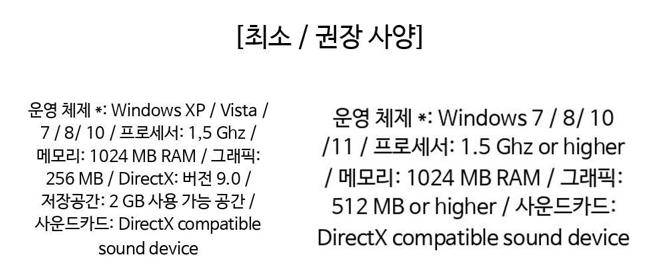 [최소 / 권장 사양]
운영 체제 *: Windows XP / Vista /
7 / 8/ 10 / 프로세서: 1,5 Ghz /
메모리: 1024 MB RAM / 그래픽:
256 MB / DirectX: 버전 9.0 /
저장공간: 2 GB 사용 가능 공간 /
사운드카드: DirectX compatible
sound device
운영 체제 *: Windows 7 / 8/ 10
/11 / 프로세서: 1.5 Ghz or higher
/ 메모리: 1024 MB RAM / 그래픽:
512 MB or higher / 사운드카드:
DirectX compatible sound device